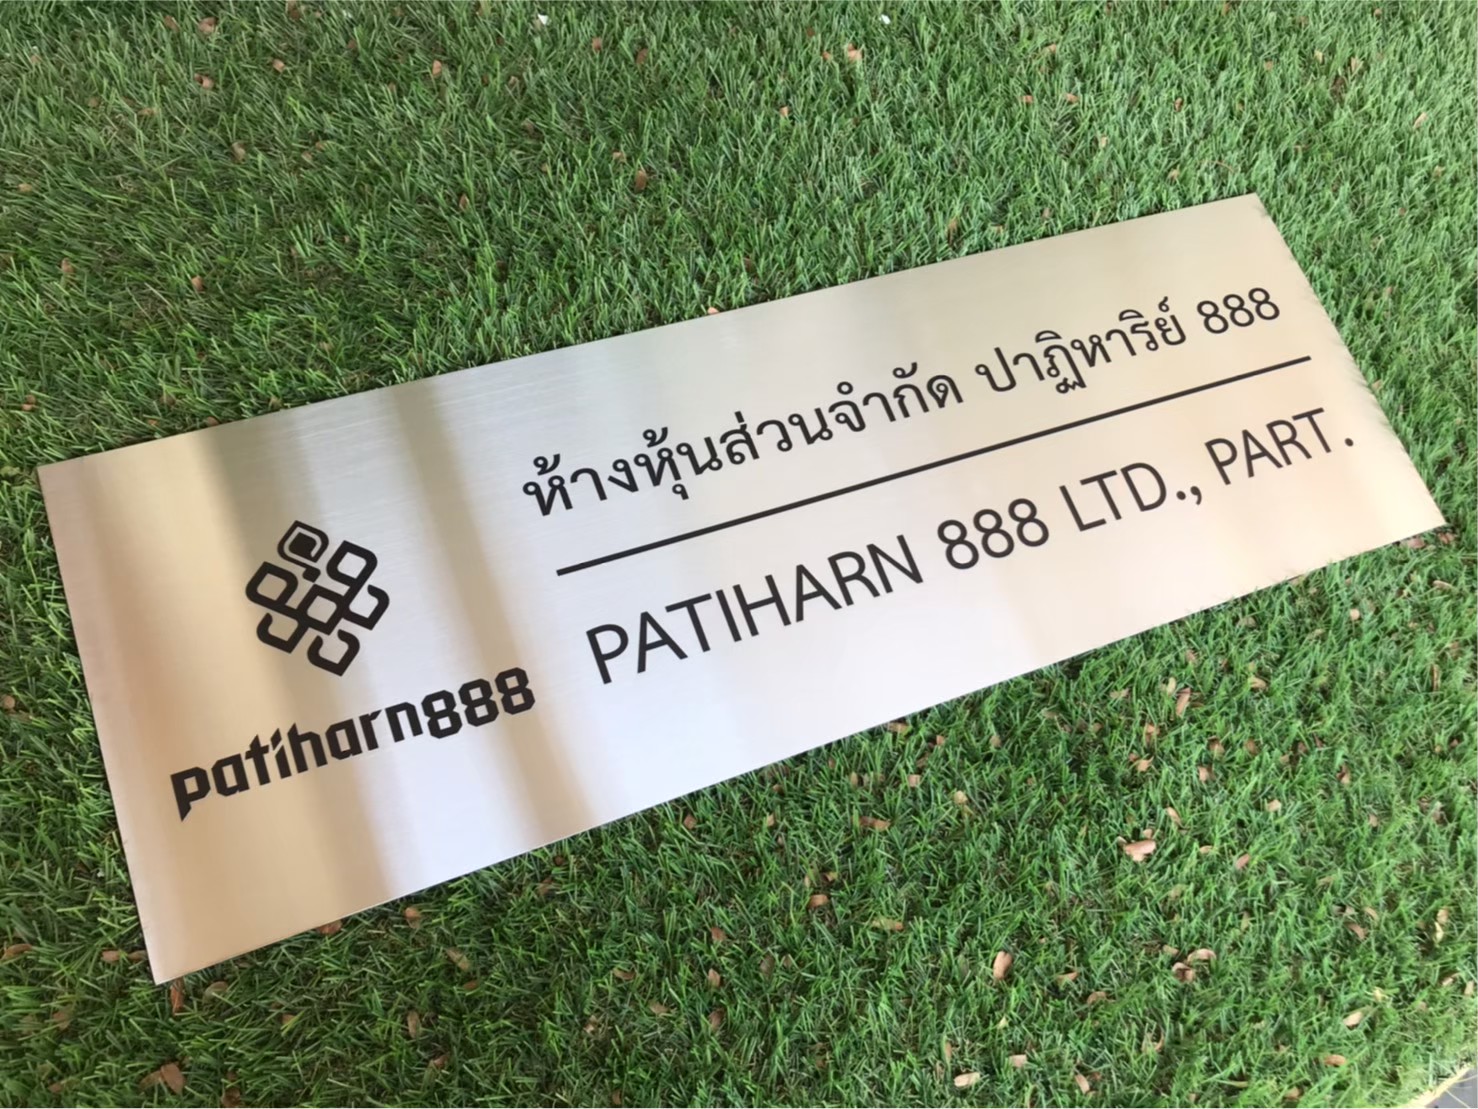 ห้างหุ้นส่วนจำกัด ปาฏิหาริย์ 888
PATIHARN 888 LTD., PART.
patiharn888